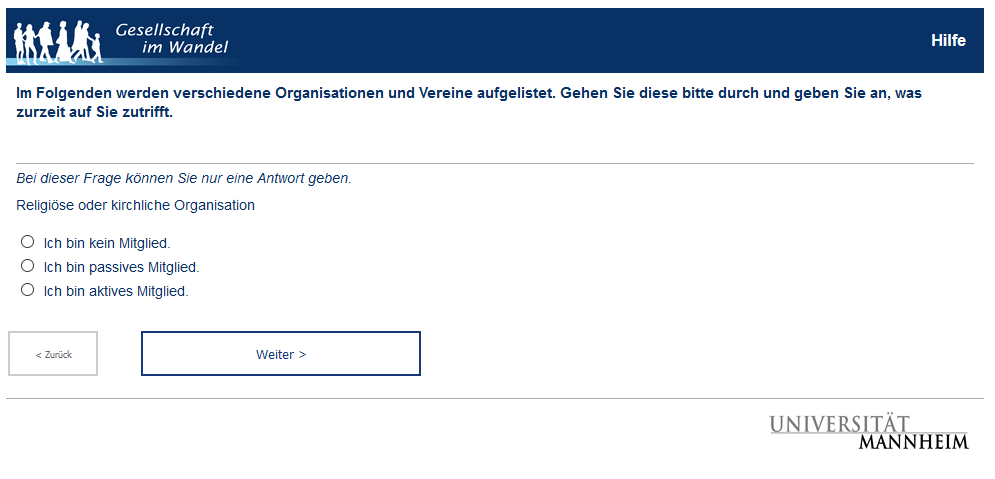 Gesellschaft
im Wandel
Hilfe
Im Folgenden werden verschiedene Organisationen und Vereine aufgelistet. Gehen Sie diese bitte durch und geben Sie an, was
zurzeit auf Sie zutrifft.
Bei dieser Frage können Sie nur eine Antwort geben.
Religiöse oder kirchliche Organisation
Ich bin kein Mitglied.
Ich bin passives Mitglied.
Ich bin aktives Mitglied.
< Zurück
Weiter >
UNIVERSITÄT
MANNHEIM